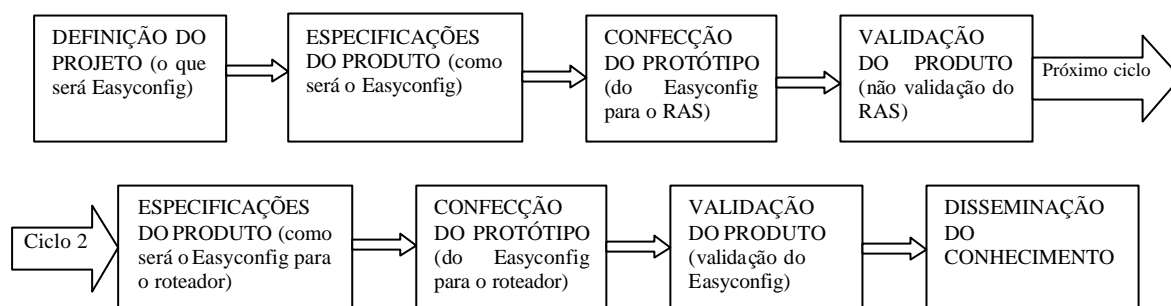 DEFINIÇÃO DO
PROJETO (o que
será Easyconfig)
ESPECIFICAÇÕES
DO PRODUTO (como
será o Easyconfig)
CONFECÇÃO
DO PROTÓTIPO
(do Easyconfig
para o RAS)
VALIDAÇÃO
DO PRODUTO
(não validação do
RAS)
Próximo ciclo
Ciclo 2
ESPECIFICAÇÕES
DO PRODUTO (como
será o Easyconfig para
o roteador)
CONFECÇÃO
DO PROTÓTIPO
(do Easyconfig
para o roteador)
VALIDAÇÃO
DO PRODUTO
(validação do
Easyconfig)
DISSEMINAÇÃO
DO
CONHECIMENTO